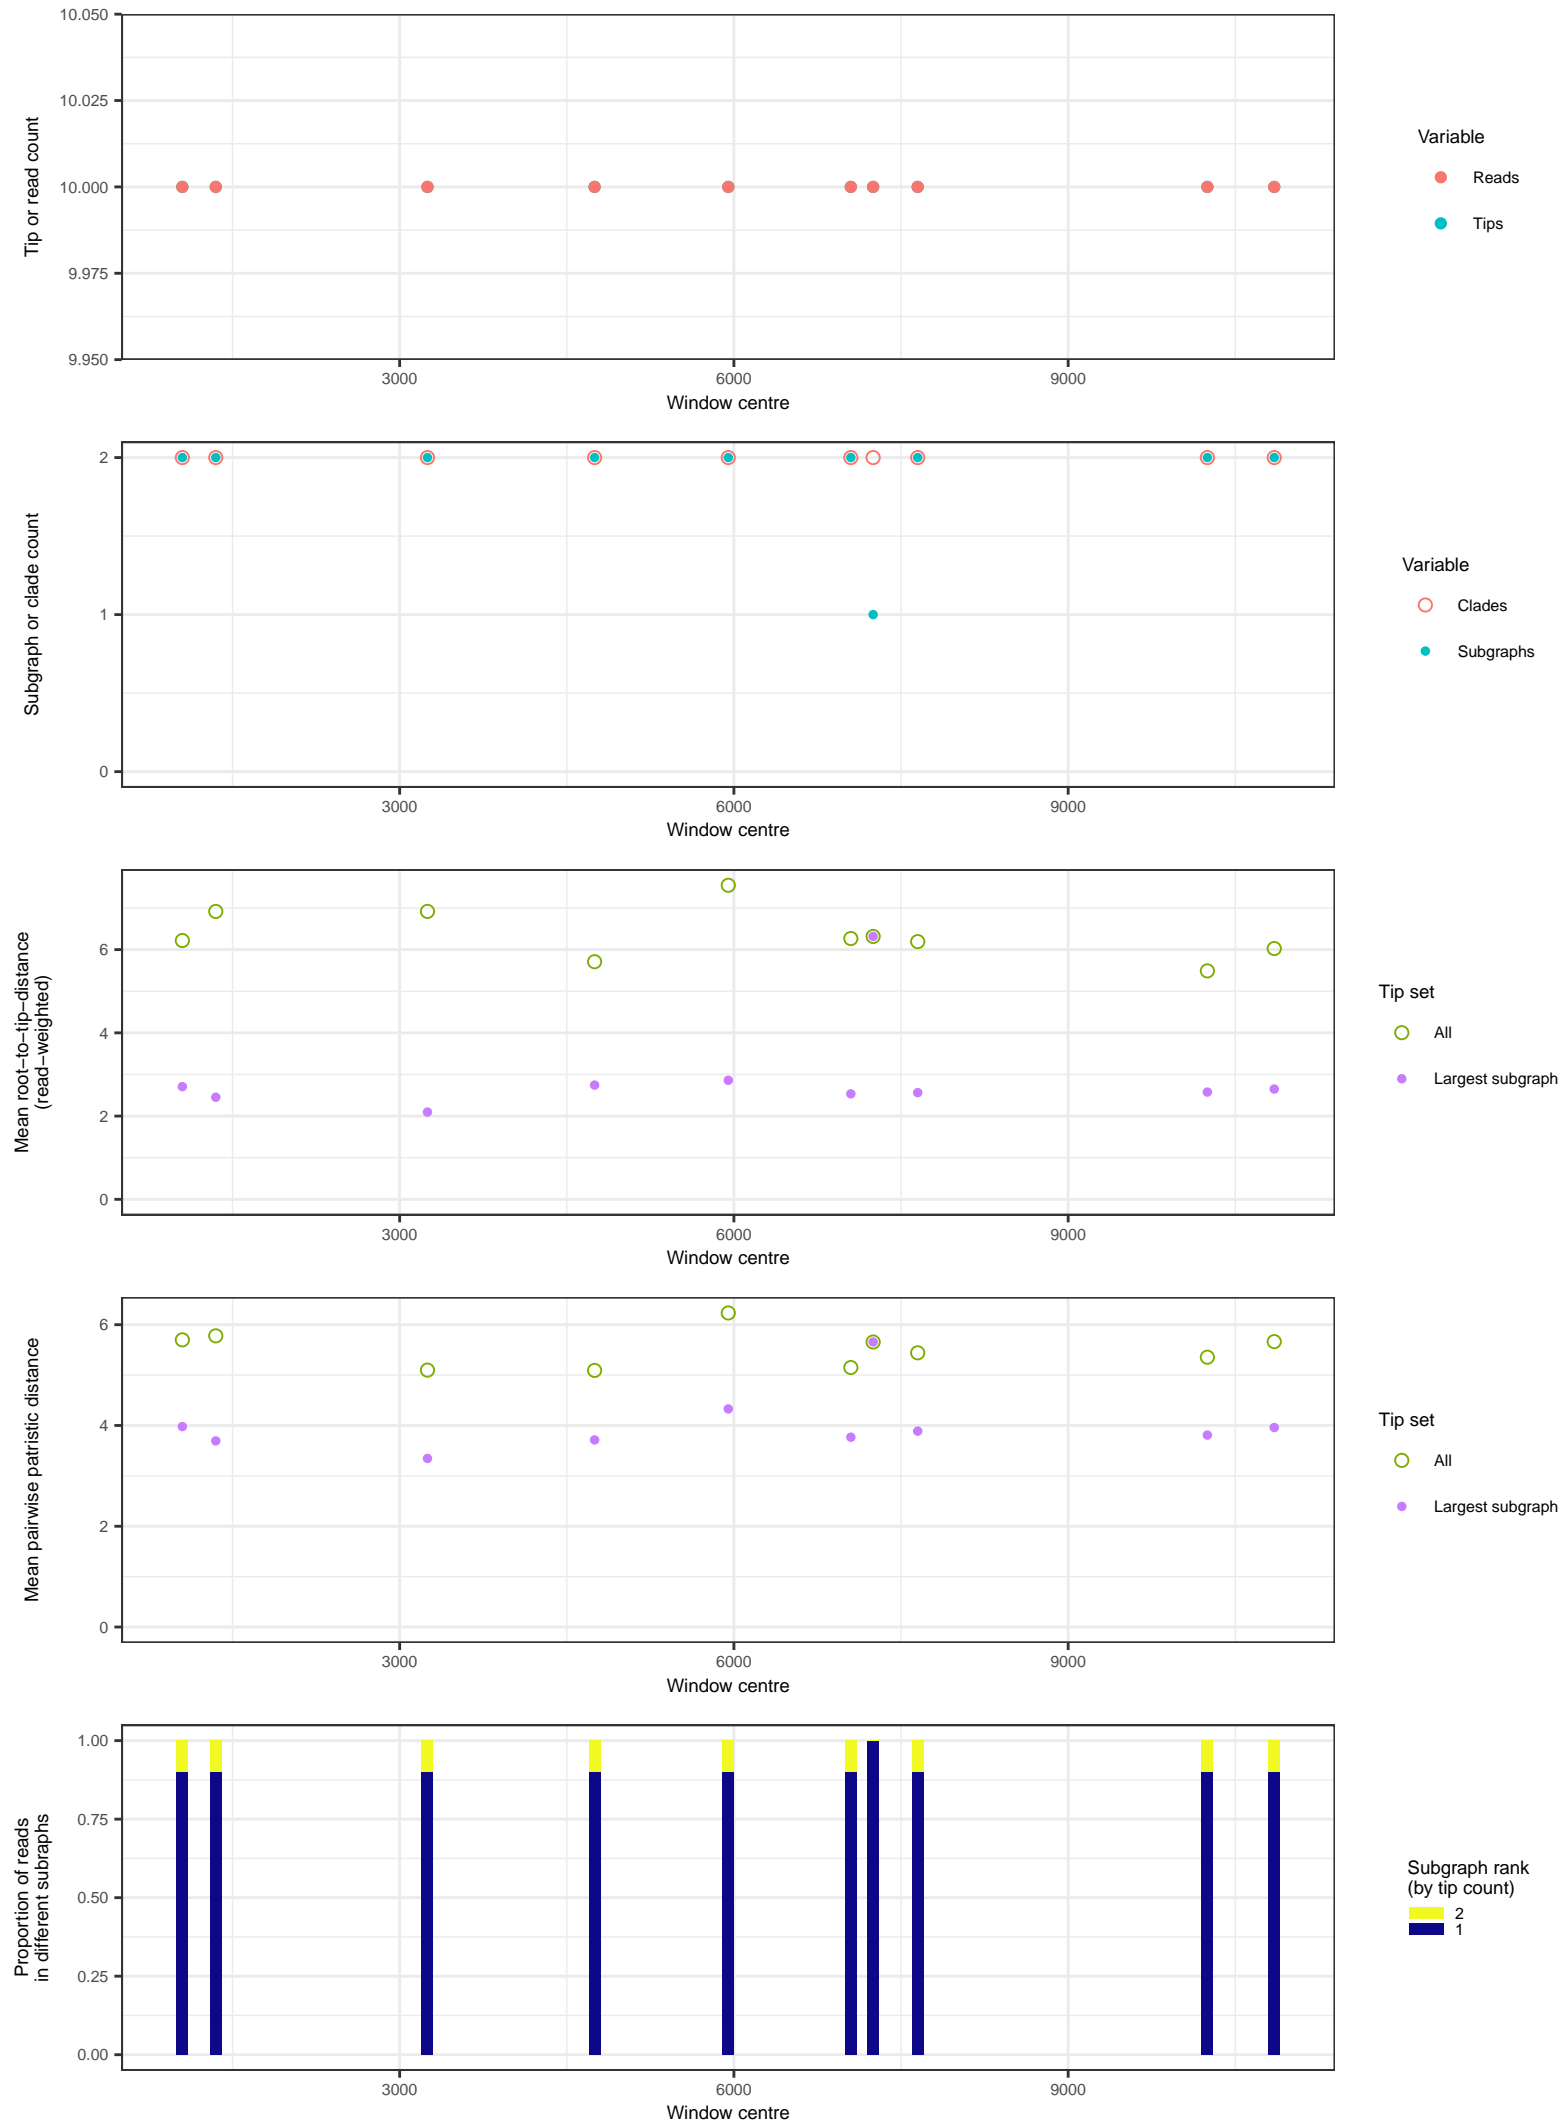 10.050
10.025
10.000
9.975
9.950
Tip or read count
3000
6000
9000
Window centre
Variable
Reads
Tips
2
1
0
Subgraph or clade count
3000
6000
9000
Window centre
Variable
Clades
Subgraphs
6
4
2
0
Mean root−to−tip−distance
(read−weighted)
3000
6000
9000
Window centre
Tip set
All
Largest subgraph
6
4
2
0
Mean pairwise patristic distance
3000
6000
9000
Window centre
Tip set
All
Largest subgraph
1.00
0.75
0.50
0.25
0.00
Proportion of reads
in different subraphs
3000
6000
9000
Window centre
Subgraph rank
(by tip count)
2
1